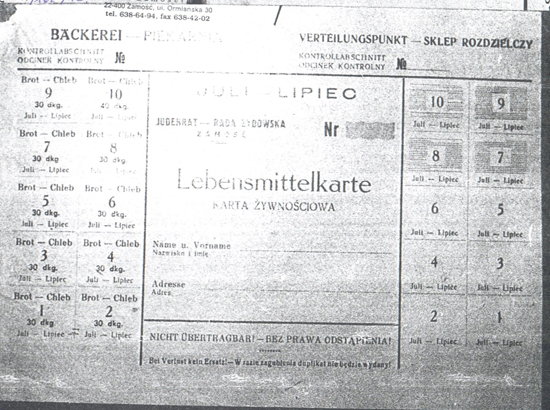 22-400 Zamość, ul. Ormiańska 30
tel. 638-64-94, fax 638-42-02
BÄCKEREI — PIEKARNIA
KONTROLLABSCHNITT
ODCINEK KONTROLNY №
VERTEILUNGSPUNKT — SKLEP ROZDZIELCZY
KONTROLLABSCHNITT
ODCINEK KONTROLNY №
Brot — Chleb
9
30 dkg.
Juli — Lipiec
Brot — Chleb
10
30 dkg.
Juli — Lipiec
Brot — Chleb
7
30 dkg
Juli — Lipiec
Brot — Chleb
8
30 dkg
Juli — Lipiec
Brot — Chleb
5
30 dkg.
Juli — Lipiec
Brot — Chleb
6
30 dkg.
Juli — Lipiec
Brot — Chleb
3
30 dkg.
Juli — Lipiec
Brot — Chleb
4
30 dkg.
Juli — Lipiec
Brot — Chleb
1
30 dkg.
Juli — Lipiec
Brot — Chleb
2
30 dkg.
Juli — Lipiec
JULI - LIPIEC
JUDENRAT — RADA ŻYDOWSKA
ZAMOŚĆ
Nr
Lebensmittelkarte
KARTA ŻYWNOŚCIOWA
Name u. Vorname
Nazwisko i imię
Adresse
Adres
NICHT ÜBERTRAGBAR! — BEZ PRAWA ODSTĄPIENIA!
Bei Verlust kein Ersatz! — W razie zagubienia duplikat nie będzie wydany!
10
Juli — Lipiec
9
Juli — Lipiec
8
Juli — Lipiec
7
Juli — Lipiec
6
Juli — Lipiec
5
Juli — Lipiec
4
Juli — Lipiec
3
Juli — Lipiec
2
Juli — Lipiec
1
Juli — Lipiec